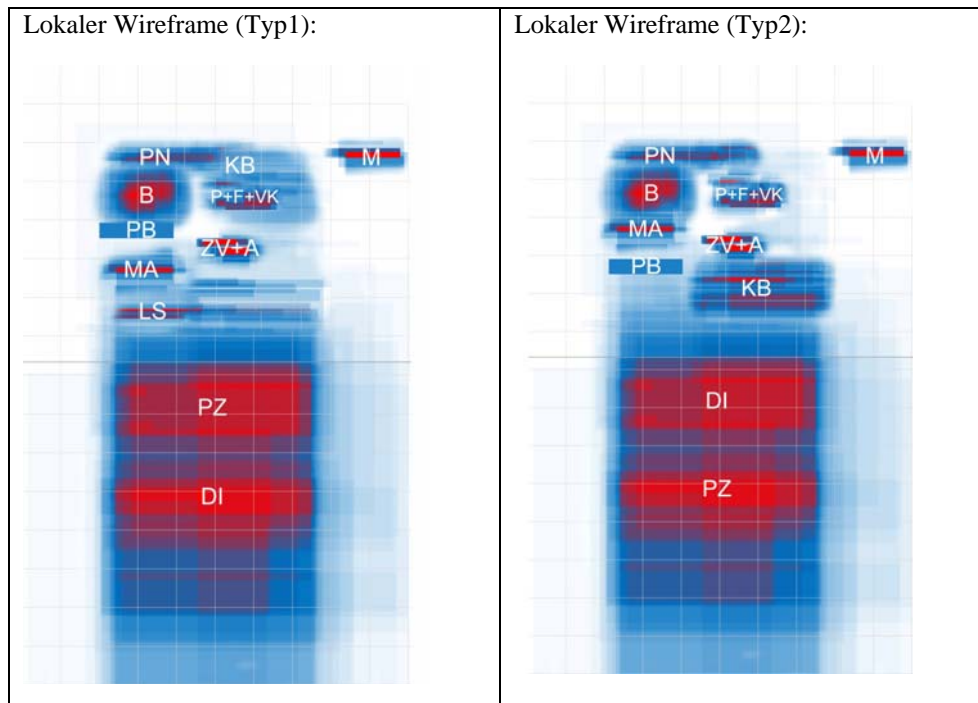 Lokaler Wireframe (Typ1):
PN
KB
M
B
P+F+VK
PB
ZV+A
MA
LS
PZ
DI
Lokaler Wireframe (Typ2):
PN
M
B
P+F+VK
MA
ZV+A
PB
KB
DI
PZ